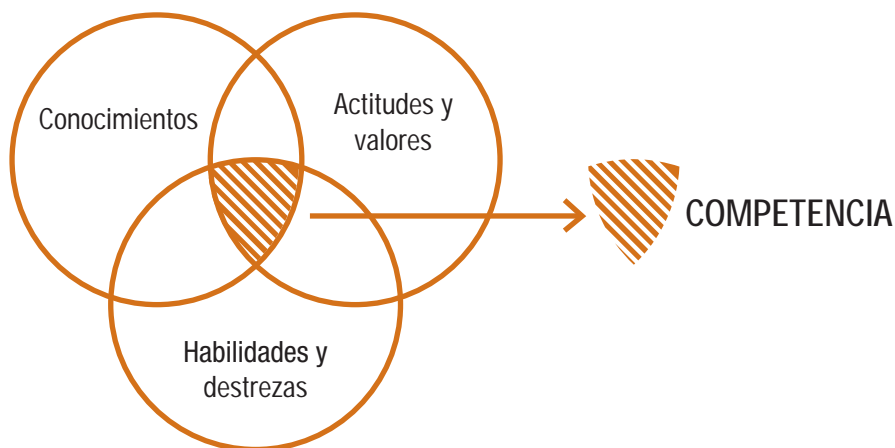 Conocimientos
Actitudes y
valores
COMPETENCIA
Habilidades y
destrezas